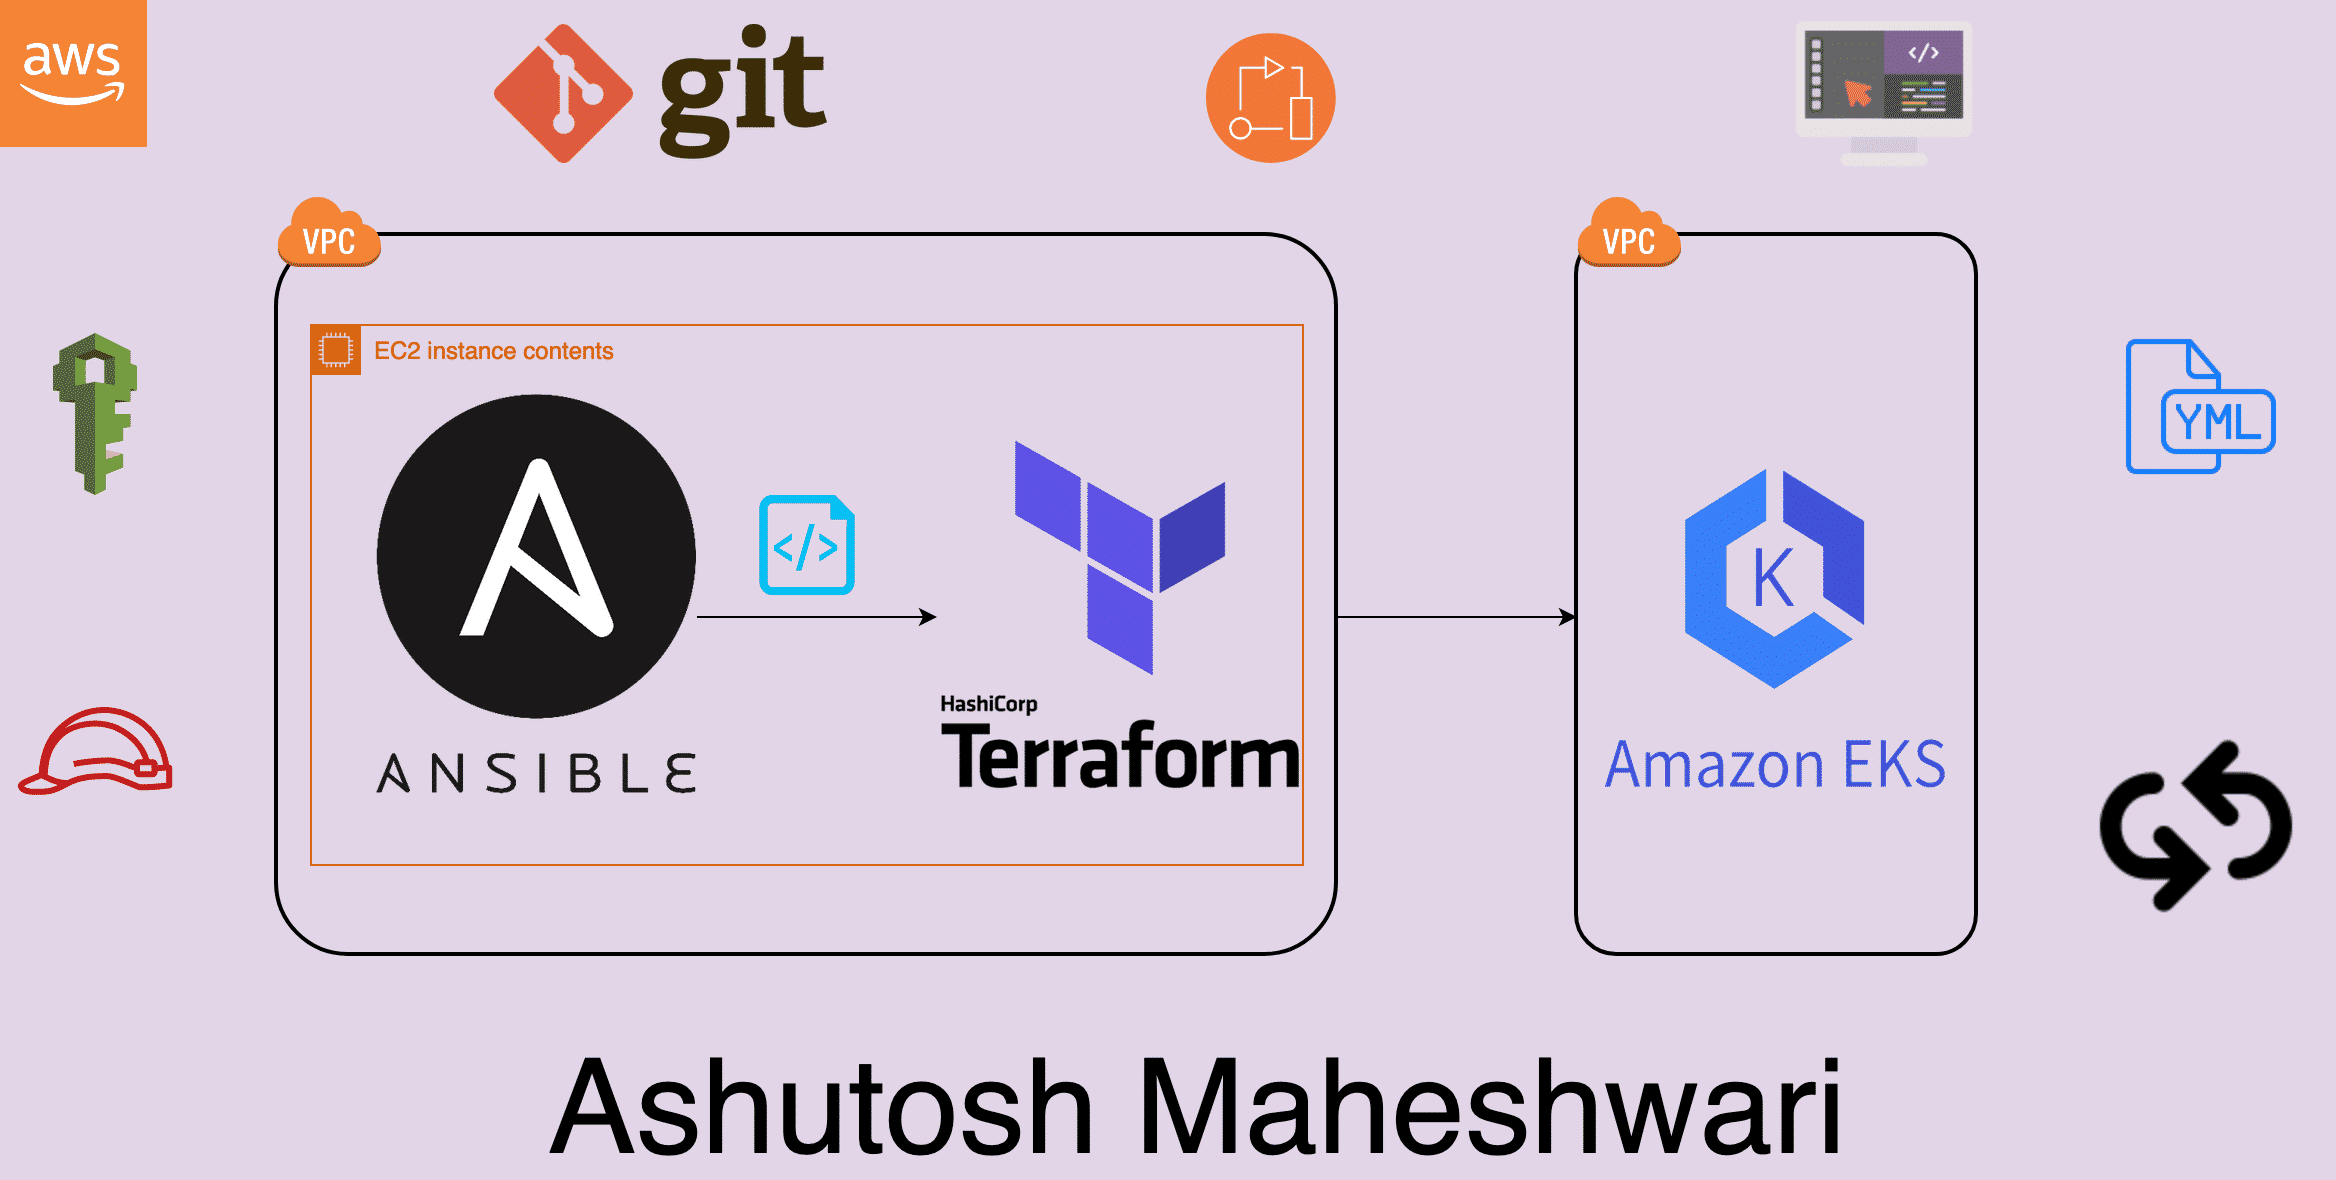 aws
git
</>
VPC
VPC
EC2 instance contents
YML
</>
K
HashiCorp
Terraform
ANSIBLE
Amazon EKS
Ashutosh Maheshwari